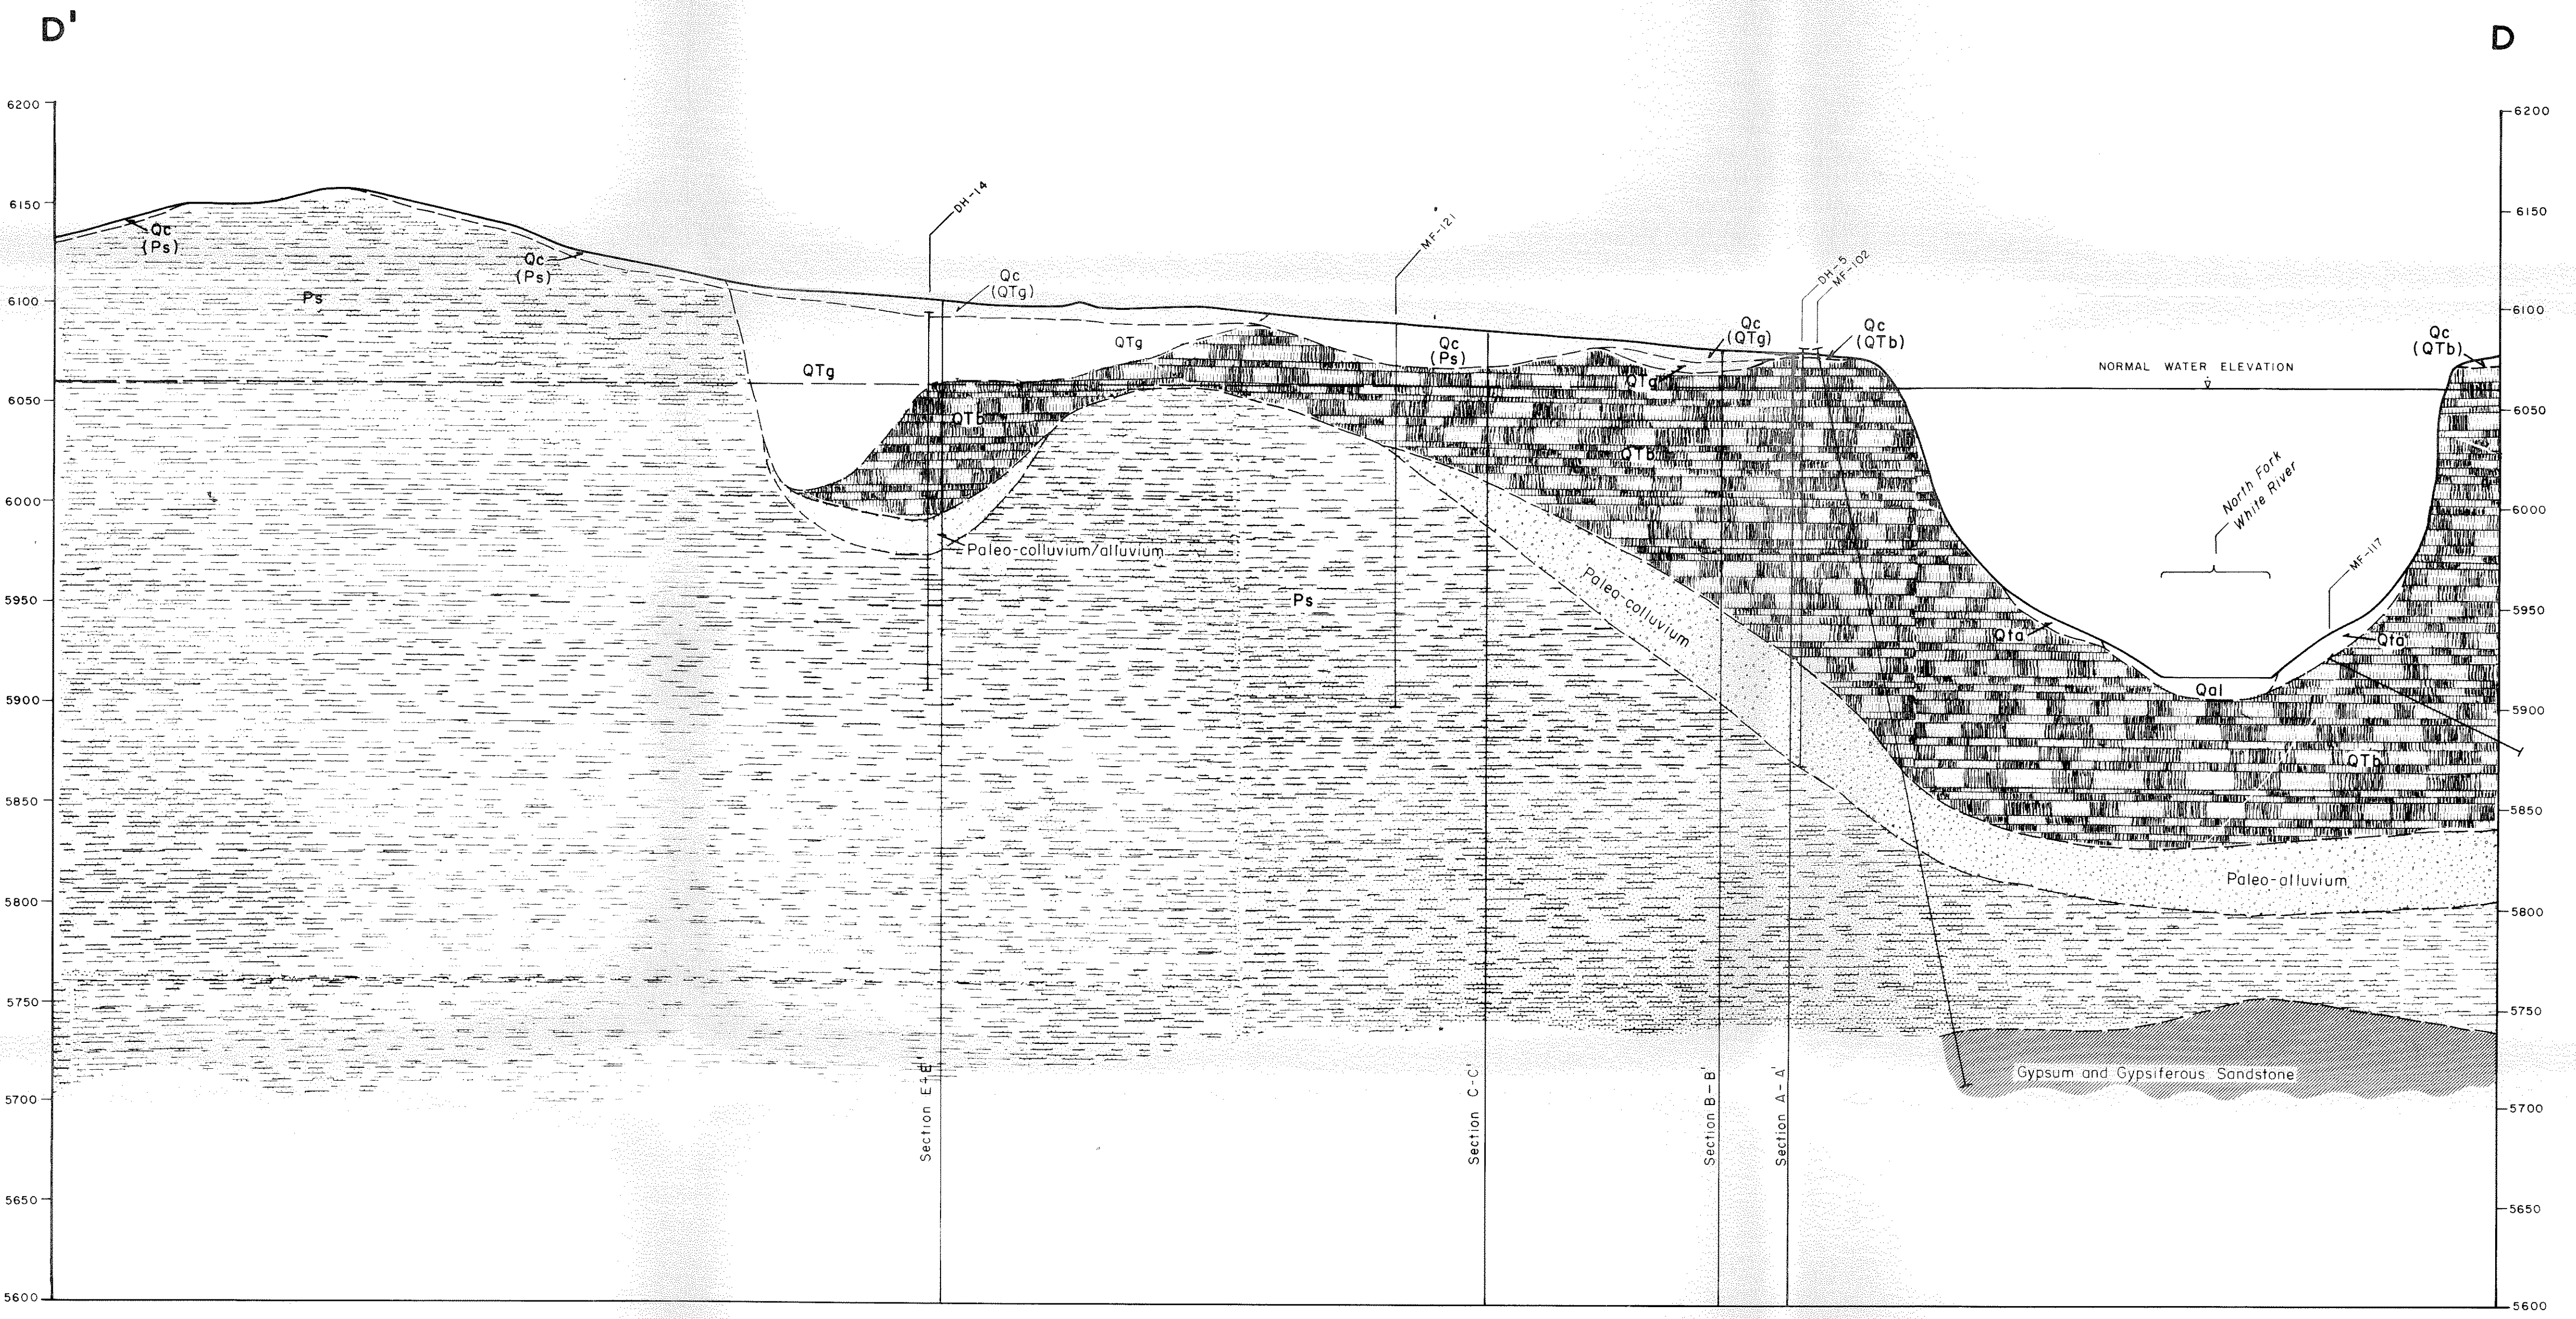 D'
D
6200
6150
6100
6050
6000
5950
5900
5850
5800
5750
5700
5650
5600
6200
6150
6100
6050
6000
5950
5900
5850
5800
5750
5700
5650
5600
Qc
(Ps)
Qc
(Ps)
Ps
DH-14
Qc
(QTg)
MF-121
DH-5
MF-102
QTg
QTg
Qc
(Ps)
Qc
(QTg)
Qc
(QTb)
QTg
Qc
(QTb)
NORMAL WATER ELEVATION
QTb
QTb
North Fork
White River
MF-117
Paleo-colluvium/alluvium
Ps
Paleo-colluvium
Qta
Qta
Qal
QTb
Paleo-alluvium
Gypsum and Gypsiferous Sandstone
Section E-E'
Section C-C'
Section B-B'
Section A-A'